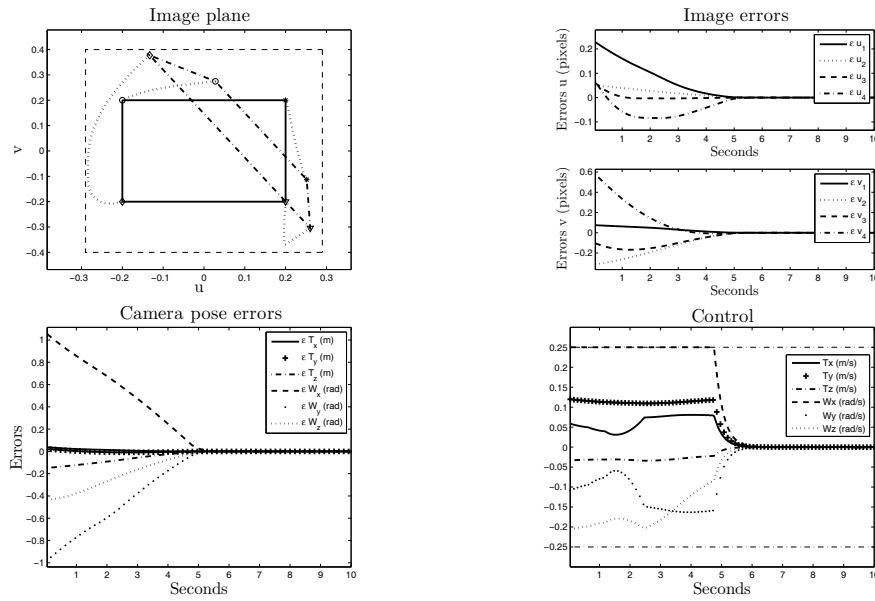 Image plane
0.4
0.3
0.2
0.1
0
−0.1
−0.2
−0.3
−0.4
v
−0.3 −0.2 −0.1 0 0.1 0.2 0.3
u
Image errors
0.2
0.1
0
−0.1
Errors u (pixels)
ε u1
ε u2
ε u3
ε u4
1 2 3 4 5 6 7 8 9 10
Seconds
0.6
0.4
0.2
0
−0.2
Errors v (pixels)
ε v1
ε v2
ε v3
ε v4
1 2 3 4 5 6 7 8 9 10
Seconds
Camera pose errors
1
0.8
0.6
0.4
0.2
0
−0.2
−0.4
−0.6
−0.8
−1
Errors
ε Tx (m)
ε Ty (m)
ε Tz (m)
ε Wx (rad)
ε Wy (rad)
ε Wz (rad)
0 1 2 3 4 5 6 7 8 9 10
Seconds
Control
0.25
0.2
0.15
0.1
0.05
0
−0.05
−0.1
−0.15
−0.2
−0.25
Tx (m/s)
Ty (m/s)
Tz (m/s)
Wx (rad/s)
Wy (rad/s)
Wz (rad/s)
1 2 3 4 5 6 7 8 9 10
Seconds